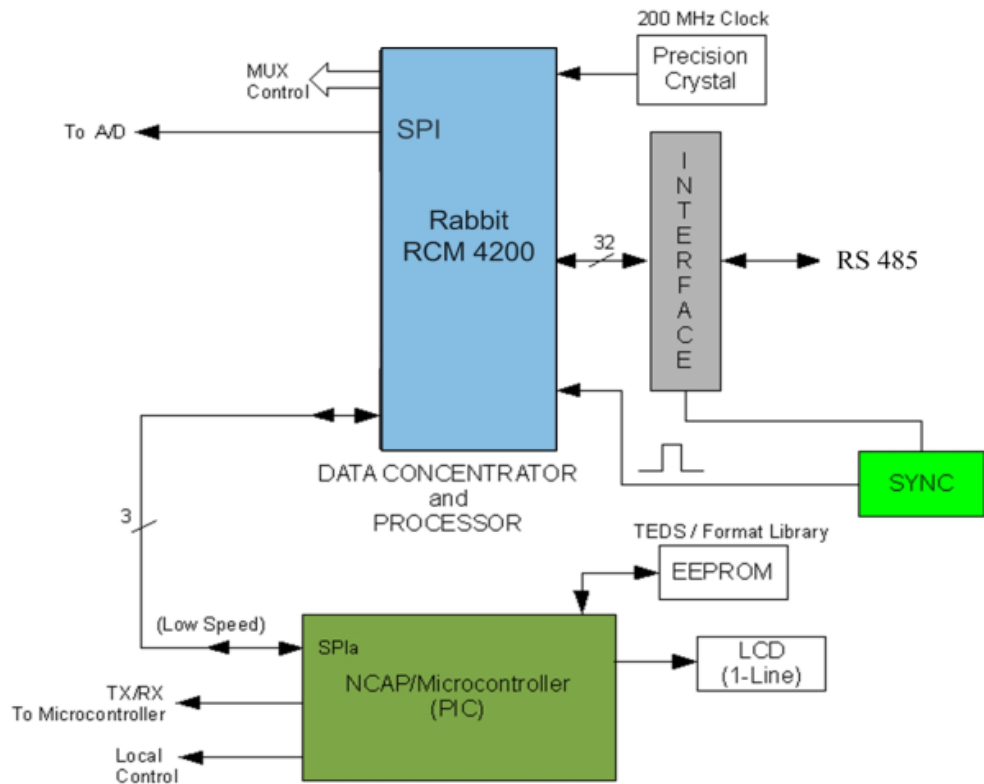 200 MHz Clock
Precision
Crystal
MUX
Control
To A/D
SPI
INTERFACE
Rabbit
RCM 4200
32
RS 485
DATA CONCENTRATOR
and
PROCESSOR
SYNC
3
TEDS / Format Library
EEPROM
(Low Speed)
SPIa
NCAP/Microcontroller
(PIC)
LCD
(1-Line)
TX/RX
To Microcontroller
Local
Control